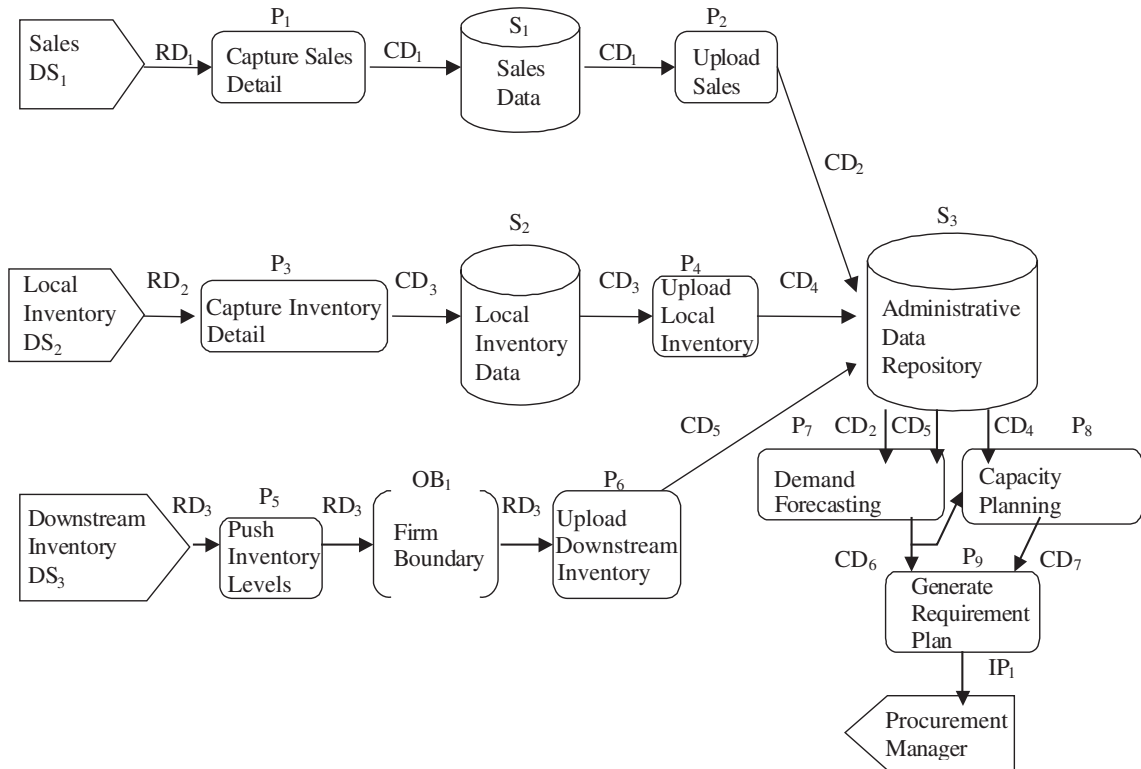 P₁
P₂
Sales
DS₁
RD₁
Capture Sales
Detail
CD₁
S₁
Sales
Data
CD₁
Upload
Sales
CD₂
S₂
S₃
Local
Inventory
DS₂
RD₂
P₃
Capture Inventory
Detail
CD₃
Local
Inventory
Data
CD₃
P₄
Upload
Local
Inventory
CD₄
Administrative
Data
Repository
CD₅
P₇
CD₂
CD₅
CD₄
P₈
Downstream
Inventory
DS₃
RD₃
P₅
Push
Inventory
Levels
RD₃
OB₁
Firm
Boundary
RD₃
P₆
Upload
Downstream
Inventory
Demand
Forecasting
Capacity
Planning
CD₆
P₉
CD₇
Generate
Requirement
Plan
IP₁
Procurement
Manager